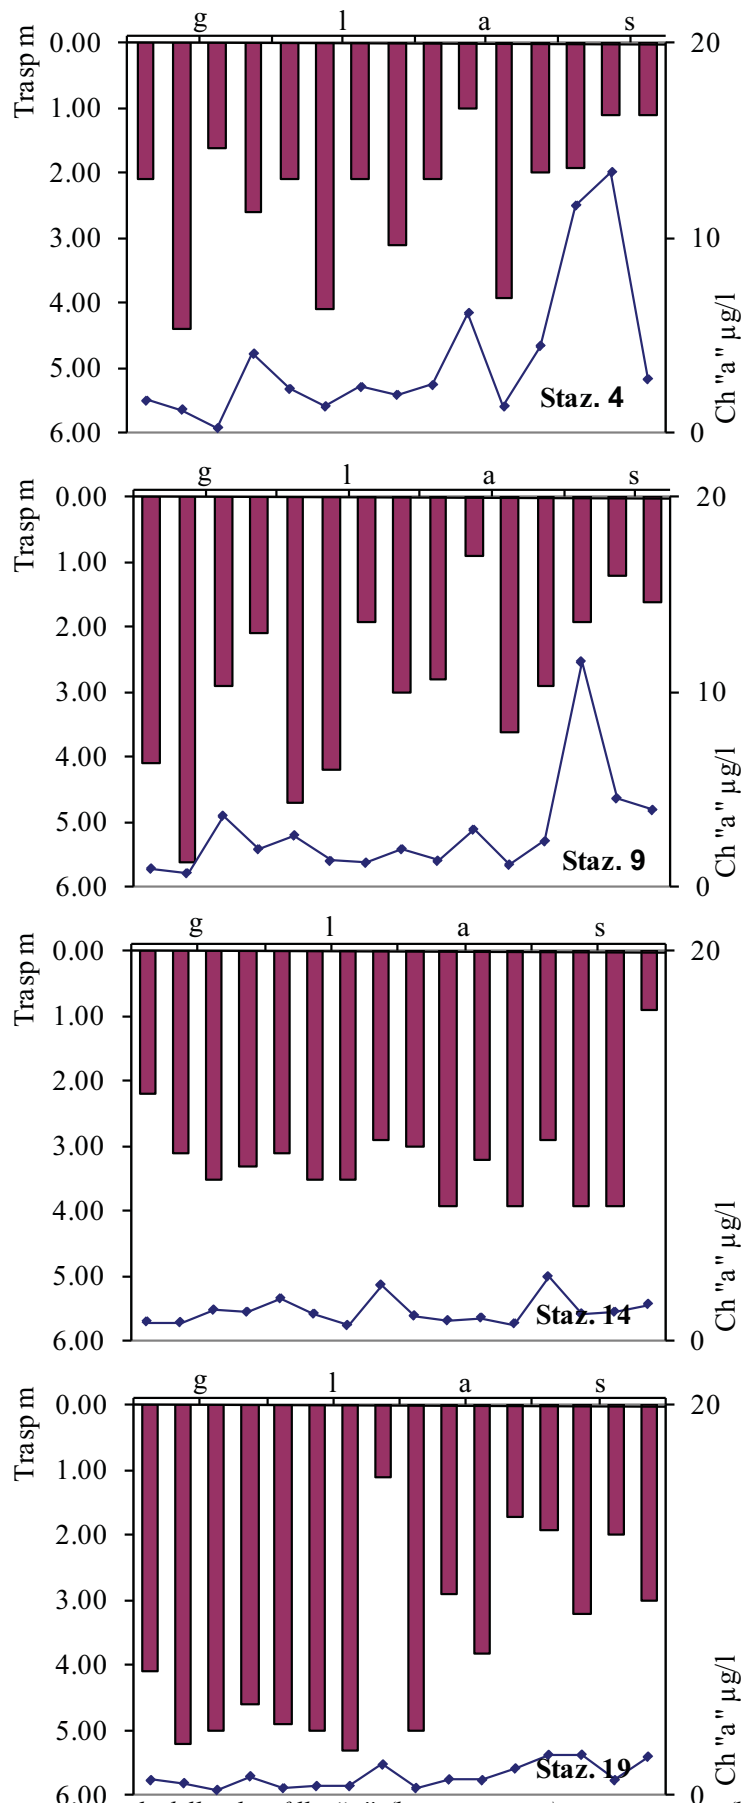 g l a s
Trasp m
0.00
1.00
2.00
3.00
4.00
5.00
6.00
20
10
0
Ch "a" µg/l
Staz. 4
g l a s
Trasp m
0.00
1.00
2.00
3.00
4.00
5.00
6.00
20
10
0
Ch "a" µg/l
Staz. 9
g l a s
Trasp m
0.00
1.00
2.00
3.00
4.00
5.00
6.00
20
0
Ch "a" µg/l
Staz. 14
g l a s
Trasp m
0.00
1.00
2.00
3.00
4.00
5.00
6.00
20
0
Ch "a" µg/l
Staz. 19